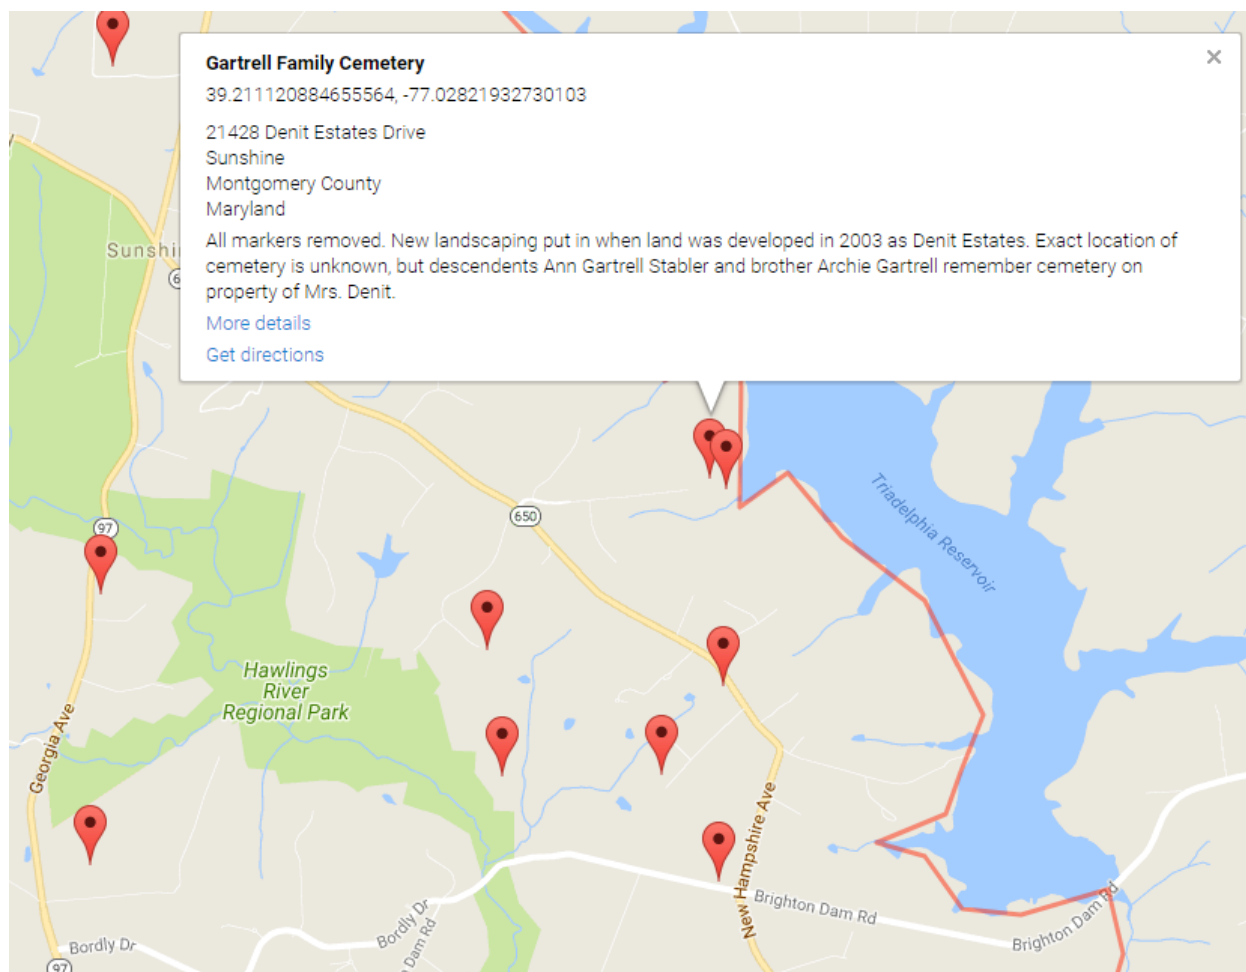 Gartrell Family Cemetery
39.211120884655564, -77.02821932730103
21428 Denit Estates Drive
Sunshine
Montgomery County
Maryland
All markers removed. New landscaping put in when land was developed in 2003 as Denit Estates. Exact location of
cemetery is unknown, but descendents Ann Gartrell Stabler and brother Archie Gartrell remember cemetery on
property of Mrs. Denit.
More details
Get directions
Sunshi
6
650
97
Triadelphia Reservoir
Hawlings
River
Regional Park
Georgia Ave
New Hampshire Ave
Brighton Dam Rd
Brighton Dam Rd
Bordly Dr
Bordly Dr
Dam Rd
97